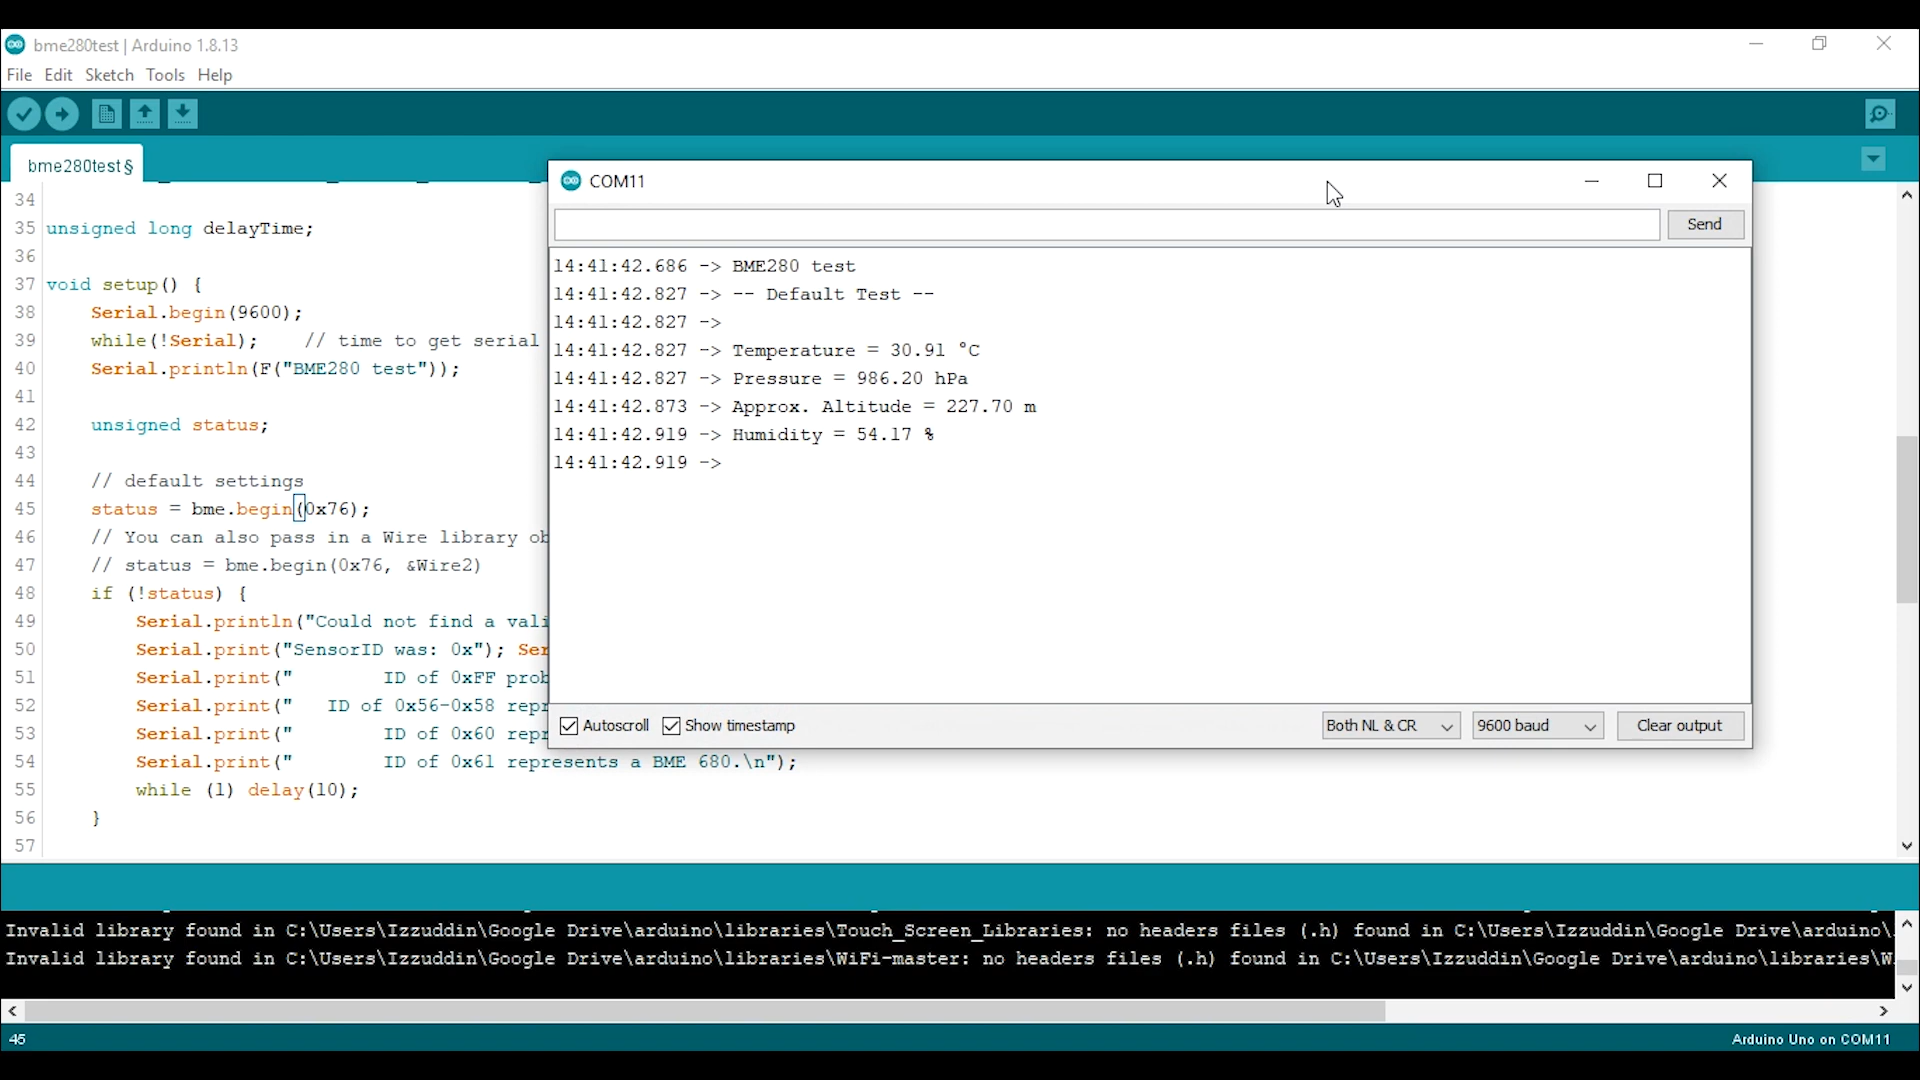 bme280test | Arduino 1.8.13
File Edit Sketch Tools Help
bme280test§
34
35 unsigned long delayTime;
36
37 void setup() {
38     Serial.begin(9600);
39     while(!Serial);    // time to get serial
40     Serial.println(F("BME280 test"));
41
42     unsigned status;
43
44     // default settings
45     status = bme.begin(0x76);
46     // You can also pass in a Wire library
47     // status = bme.begin(0x76, &Wire2)
48     if (!status) {
49         Serial.println("Could not find a
50         Serial.print("SensorID was: 0x");
51         Serial.print("        ID of 0xFF
52         Serial.print("   ID of 0x56-0x58
53         Serial.print("        ID of 0x60
54         Serial.print("        ID of 0x61 represents a BME 680.\n");
55         while (1) delay(10);
56     }
57
COM11
Send
14:41:42.686 -> BME280 test
14:41:42.827 -> -- Default Test --
14:41:42.827 ->
14:41:42.827 -> Temperature = 30.91 °C
14:41:42.827 -> Pressure = 986.20 hPa
14:41:42.873 -> Approx. Altitude = 227.70 m
14:41:42.919 -> Humidity = 54.17 %
14:41:42.919 ->
Autoscroll Show timestamp Both NL & CR 9600 baud Clear output
Invalid library found in C:\Users\Izzuddin\Google Drive\arduino\libraries\Touch_Screen_Libraries: no headers files (.h) found in C:\Users\Izzuddin\Google Drive\arduino\
Invalid library found in C:\Users\Izzuddin\Google Drive\arduino\libraries\WiFi-master: no headers files (.h) found in C:\Users\Izzuddin\Google Drive\arduino\libraries\W
45 Arduino Uno on COM11